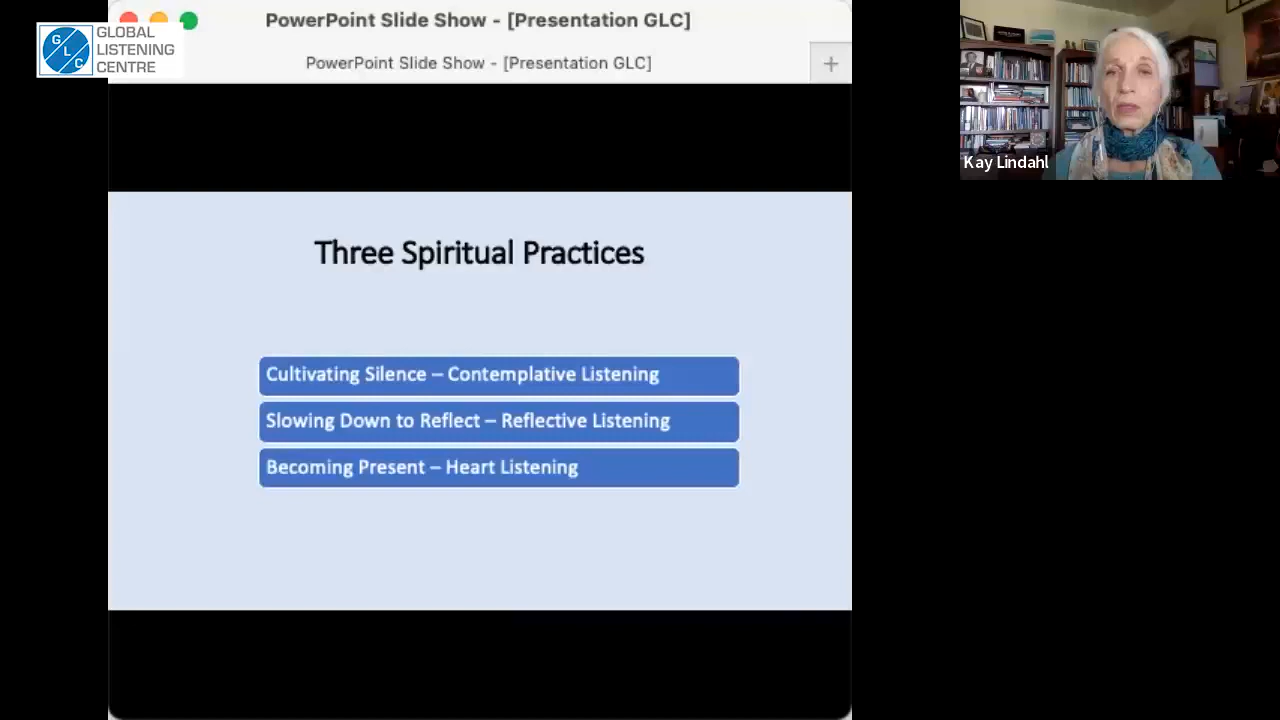 PowerPoint Slide Show - [Presentation GLC]
GLOBAL
LISTENING
CENTRE
G
L
C
PowerPoint Slide Show - [Presentation GLC]
Kay Lindahl
Three Spiritual Practices
Cultivating Silence – Contemplative Listening
Slowing Down to Reflect – Reflective Listening
Becoming Present – Heart Listening